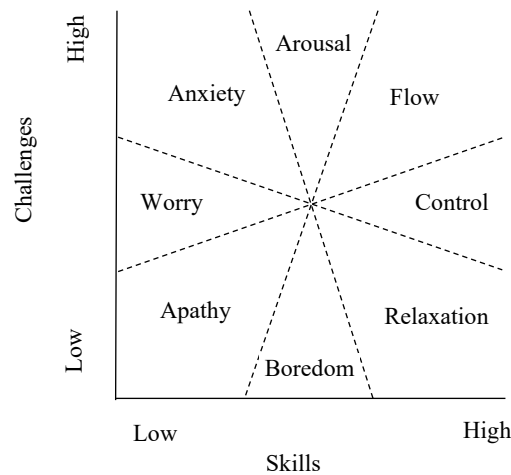 High
Arousal
Anxiety
Flow
Challenges
Worry
Control
Apathy
Relaxation
Low
Boredom
Low
High
Skills